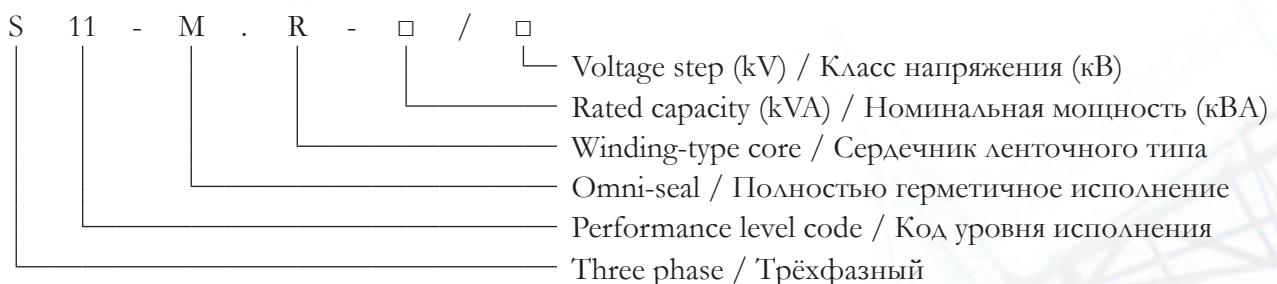 S 11 - M . R - □ / □
Voltage step (kV) / Класс напряжения (кВ)
Rated capacity (kVA) / Номинальная мощность (кВА)
Winding-type core / Сердечник ленточного типа
Omni-seal / Полностью герметичное исполнение
Performance level code / Код уровня исполнения
Three phase / Трёхфазный